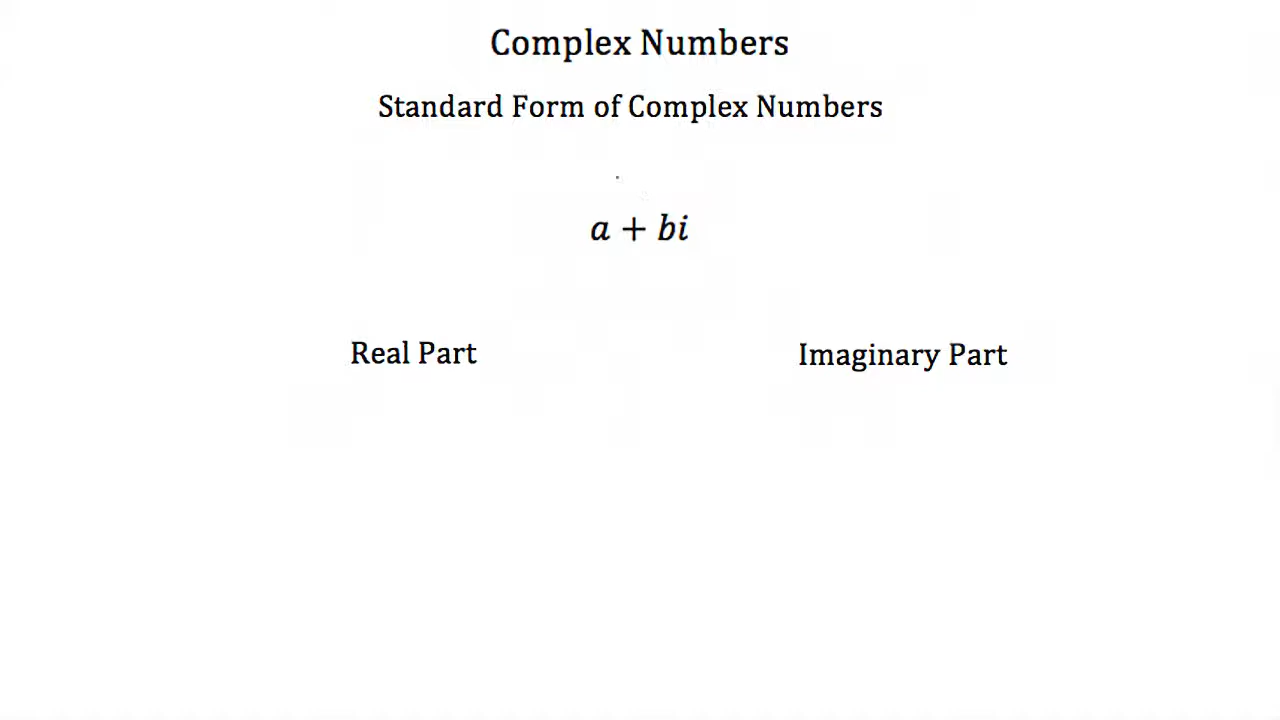 Complex Numbers
Standard Form of Complex Numbers
a + bi
Real Part Imaginary Part